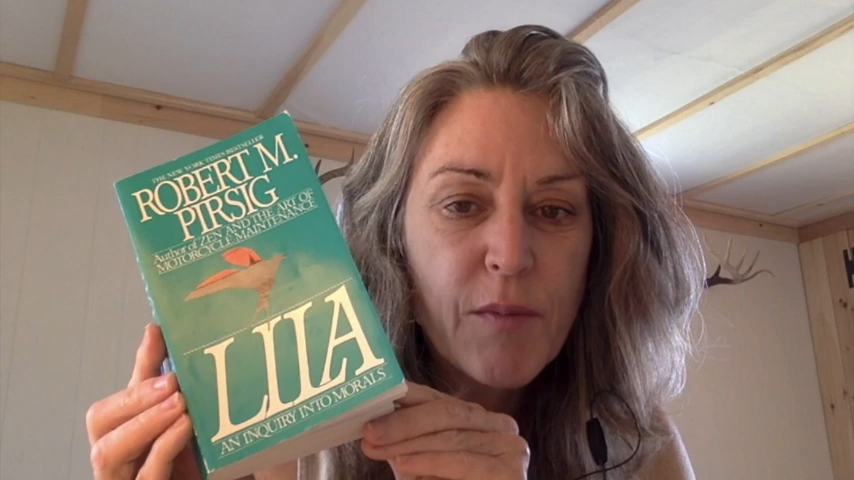 THE NEW YORK TIMES BESTSELLER
ROBERT M.
PIRSIG
Author of ZEN AND THE ART OF
MOTORCYCLE MAINTENANCE
LILA
AN INQUIRY INTO MORALS